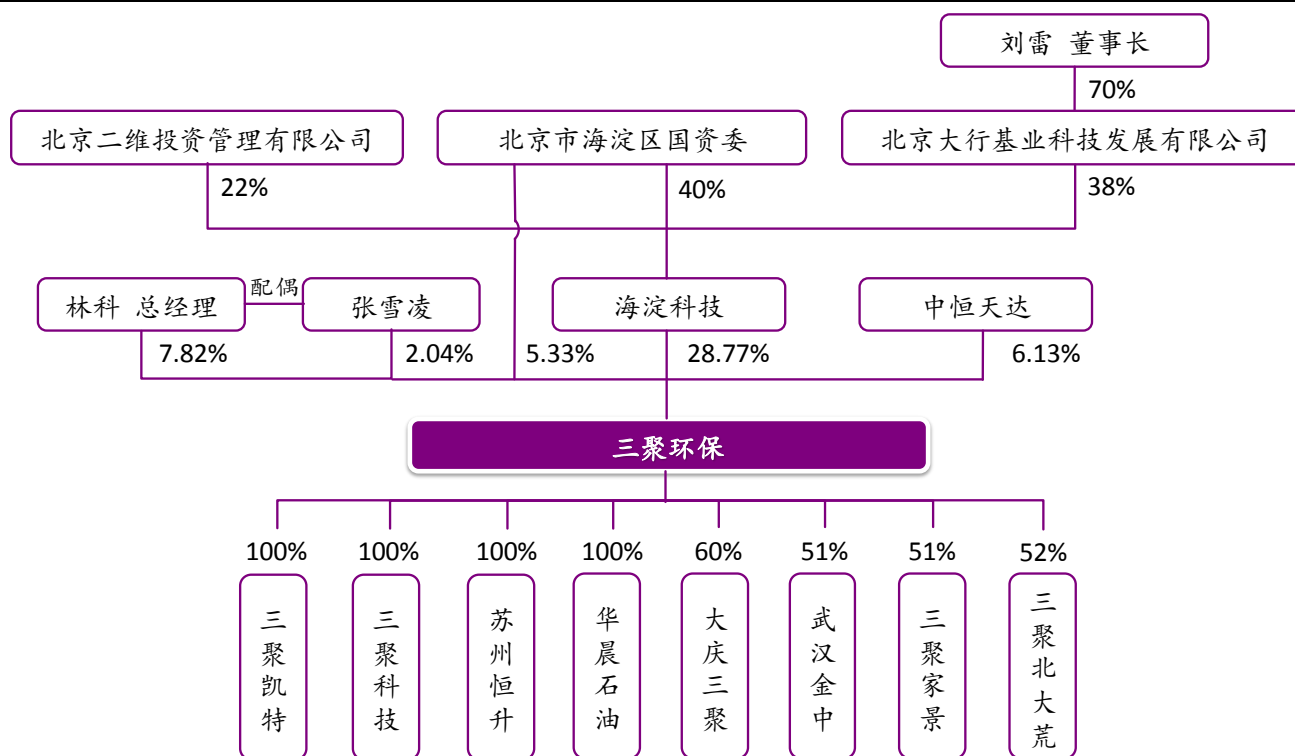 刘雷 董事长
70%
北京二维投资管理有限公司
北京市海淀区国资委
北京大行基业科技发展有限公司
22%
40%
38%
林科 总经理
配偶
张雪凌
海淀科技
中恒天达
7.82%
2.04%
5.33%
28.77%
6.13%
三聚环保
100%
100%
100%
100%
60%
51%
51%
52%
三聚凯特
三聚科技
苏州恒升
华晨石油
大庆三聚
武汉金中
三聚家景
三聚北大荒